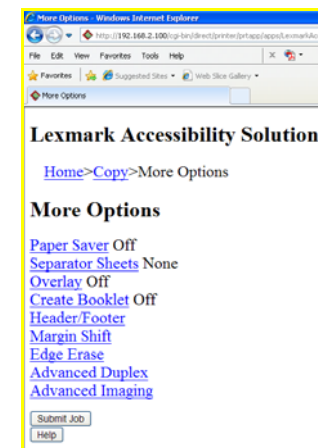 More Options - Windows Internet Explorer
http://192.168.2.100/cgi-bin/direct/printer/prtapp/apps/LexmarkAc
File Edit View Favorites Tools Help
Favorites Suggested Sites Web Slice Gallery
More Options
Lexmark Accessibility Solution
Home>Copy>More Options
More Options
Paper Saver Off
Separator Sheets None
Overlay Off
Create Booklet Off
Header/Footer
Margin Shift
Edge Erase
Advanced Duplex
Advanced Imaging
Submit Job
Help